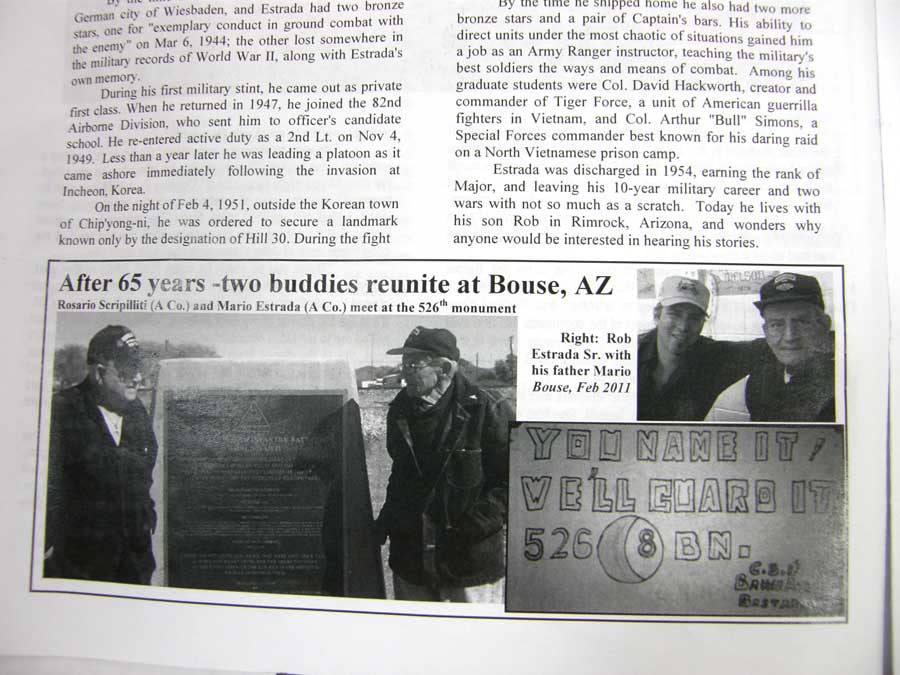 By the
German city of Wiesbaden, and Estrada had two bronze
stars, one for "exemplary conduct in ground combat with
the enemy" on Mar 6, 1944; the other lost somewhere in
the military records of World War II, along with Estrada's
own memory.
During his first military stint, he came out as private
first class. When he returned in 1947, he joined the 82nd
Airborne Division, who sent him to officer's candidate
school. He re-entered active duty as a 2nd Lt. on Nov 4,
1949. Less than a year later he was leading a platoon as it
came ashore immediately following the invasion at
Incheon, Korea.
On the night of Feb 4, 1951, outside the Korean town
of Chip'yong-ni, he was ordered to secure a landmark
known only by the designation of Hill 30. During the fight
By the time he shipped home he also had two more
bronze stars and a pair of Captain's bars. His ability to
direct units under the most chaotic of situations gained him
a job as an Army Ranger instructor, teaching the military's
best soldiers the ways and means of combat. Among his
graduate students were Col. David Hackworth, creator and
commander of Tiger Force, a unit of American guerrilla
fighters in Vietnam, and Col. Arthur "Bull" Simons, a
Special Forces commander best known for his daring raid
on a North Vietnamese prison camp.
Estrada was discharged in 1954, earning the rank of
Major, and leaving his 10-year military career and two
wars with not so much as a scratch. Today he lives with
his son Rob in Rimrock, Arizona, and wonders why
anyone would be interested in hearing his stories.
After 65 years -two buddies reunite at Bouse, AZ
Rosario Scripilliti (A Co.) and Mario Estrada (A Co.) meet at the 526th monument
Right: Rob
Estrada Sr. with
his father Mario
Bouse, Feb 2011
YOU NAME IT,
WE'LL GUARD IT
526 8 BN.